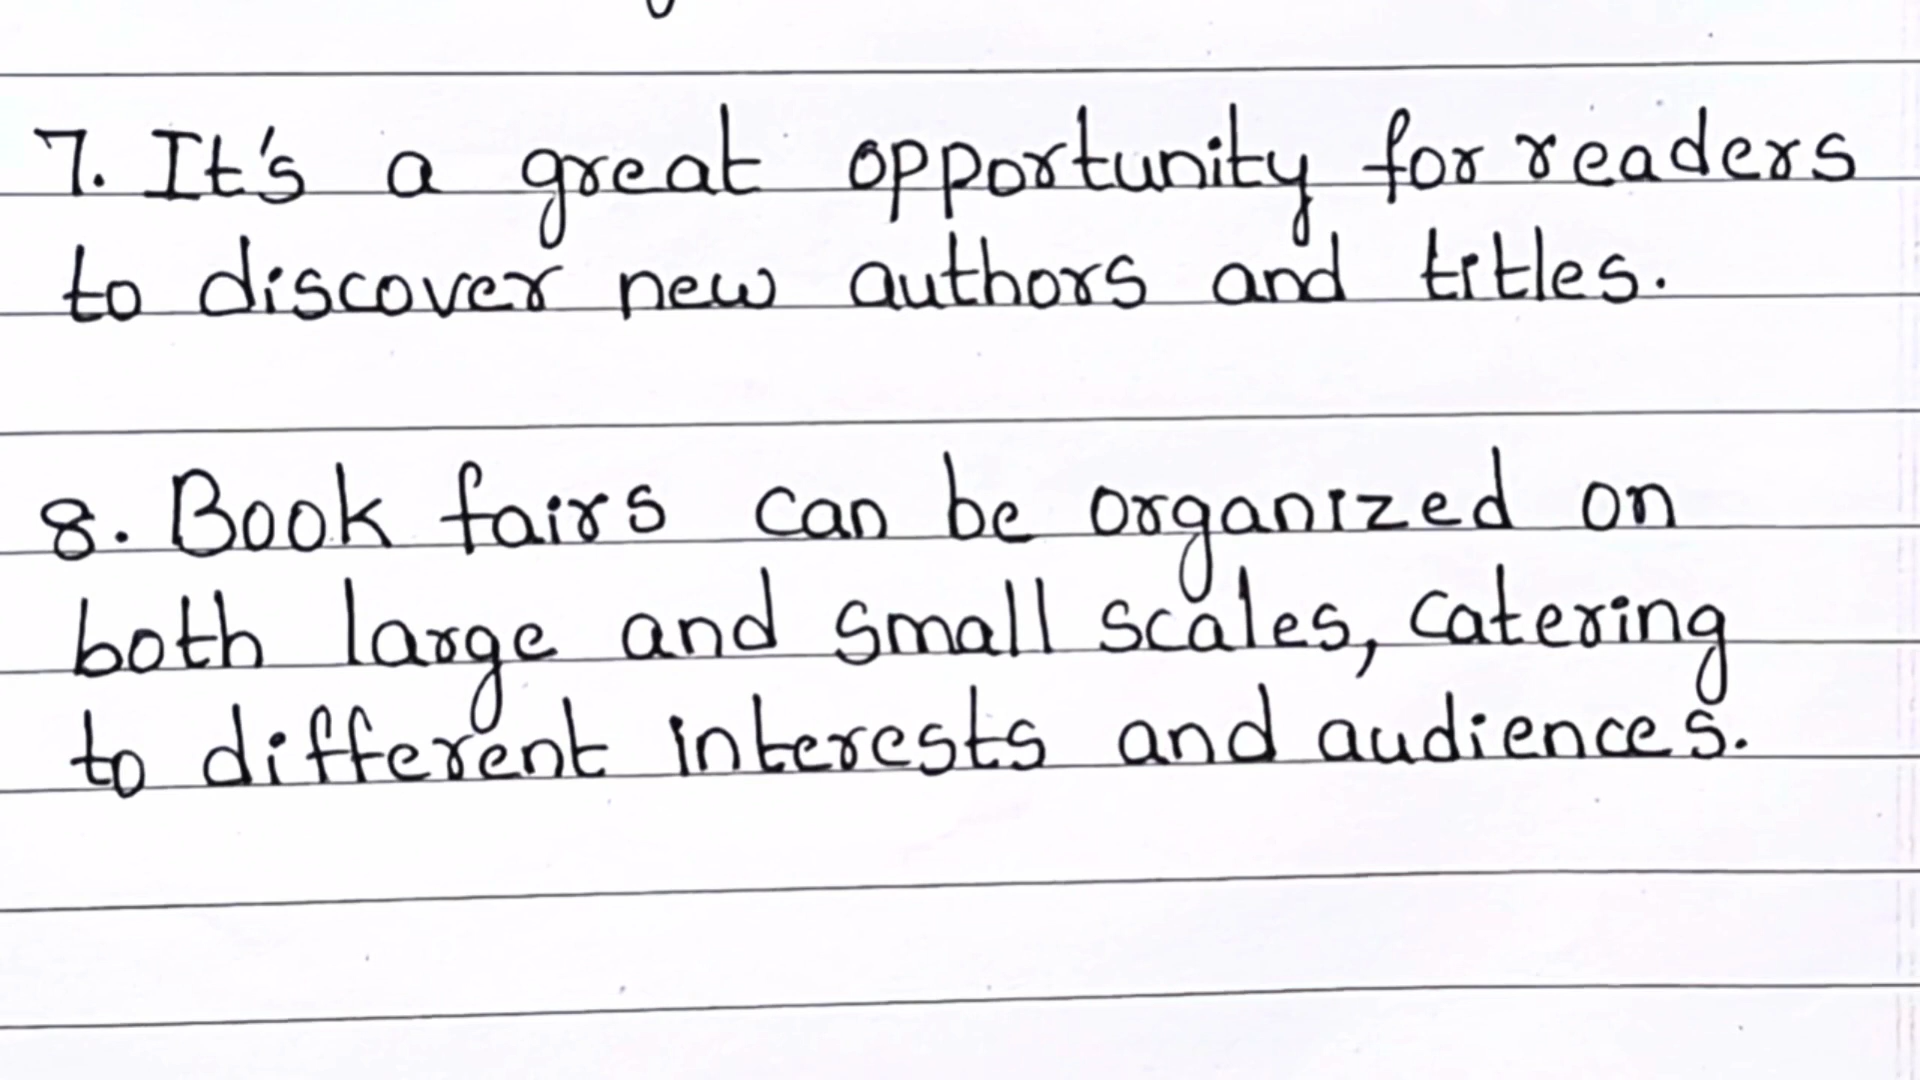 7. It's a great opportunity for readers
to discover new authors and titles.
8. Book fairs can be organized on
both large and small scales, catering
to different interests and audiences.